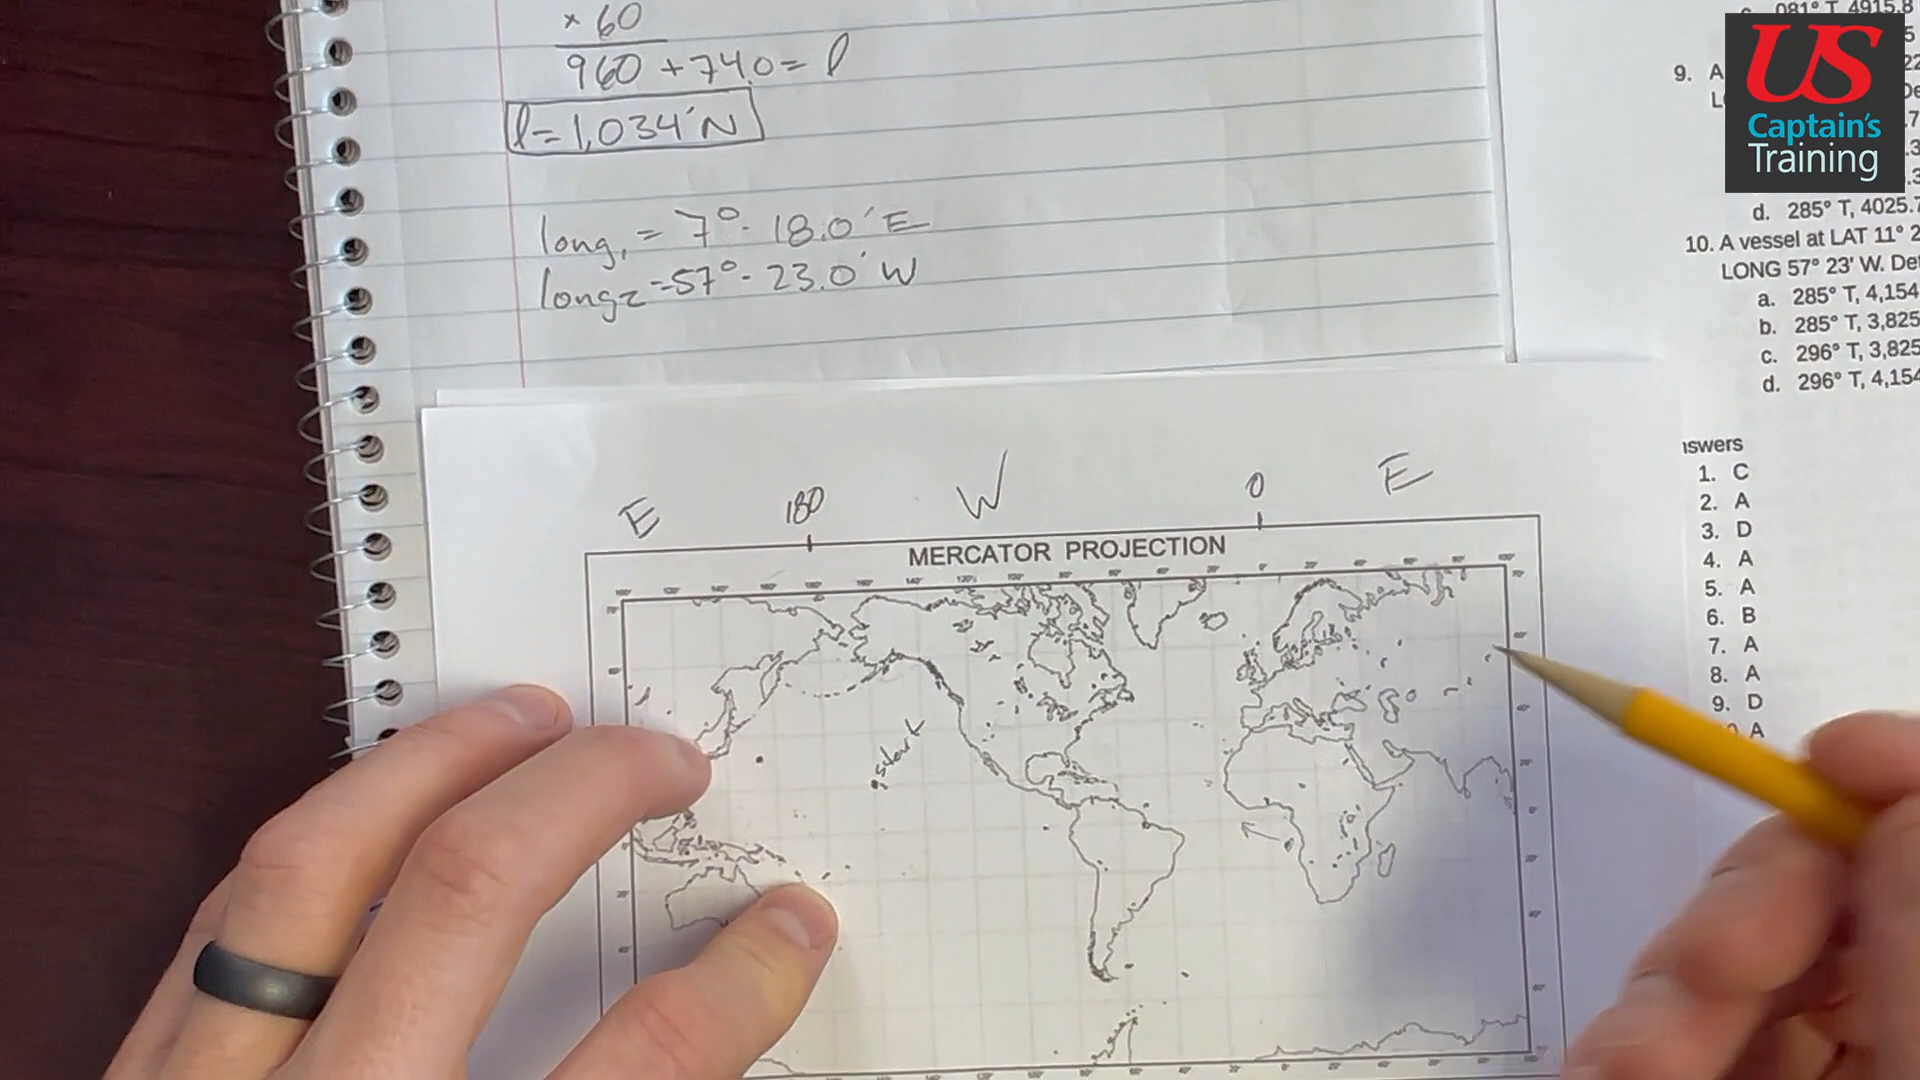 × 60
960 + 74.0 = l
l = 1,034' N
long₁ = 7° - 18.0' E
long₂ = 57° - 23.0' W
E 180 W 0 E
MERCATOR PROJECTION
start
c. 081° T, 4915.8
9. A
d. 285° T, 4025.7
10. A vessel at LAT 11° 2
LONG 57° 23' W. De
a. 285° T, 4,154
b. 285° T, 3,825
c. 296° T, 3,825
d. 296° T, 4,154
nswers
1. C
2. A
3. D
4. A
5. A
6. B
7. A
8. A
9. D
A
US
Captain's
Training